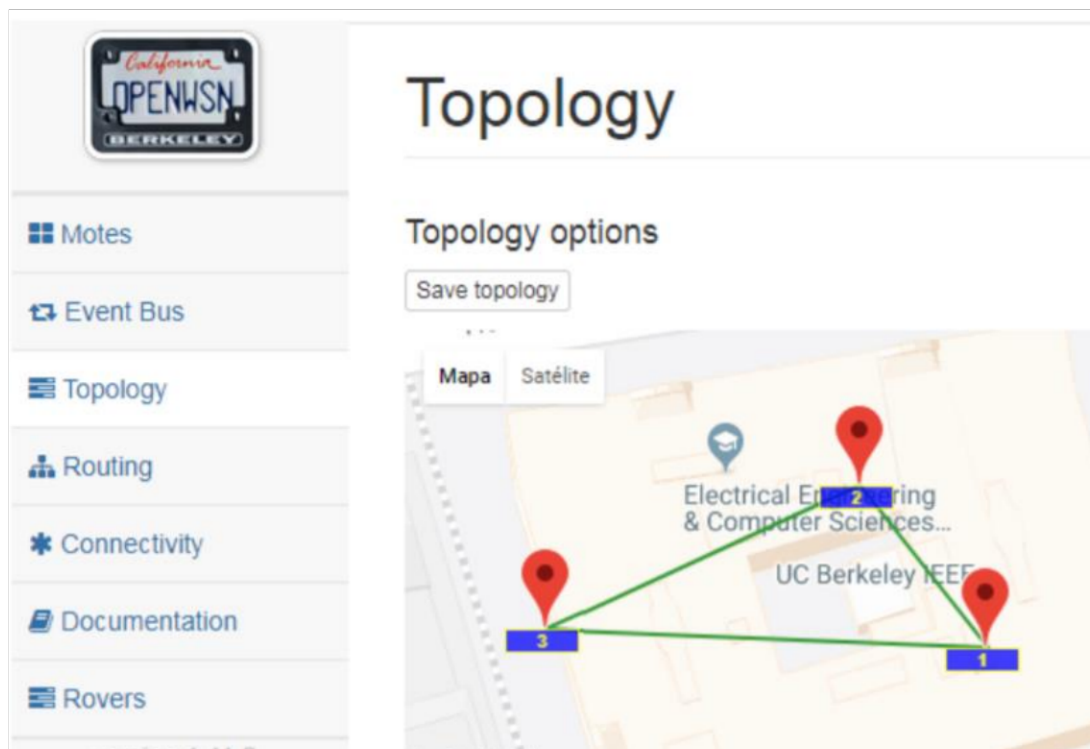 California
OPENWSN
BERKELEY
Motes
Event Bus
Topology
Routing
Connectivity
Documentation
Rovers
Topology
Topology options
Save topology
Mapa Satélite
Electrical Engineering
& Computer Sciences...
2
UC Berkeley IEEE
3
1